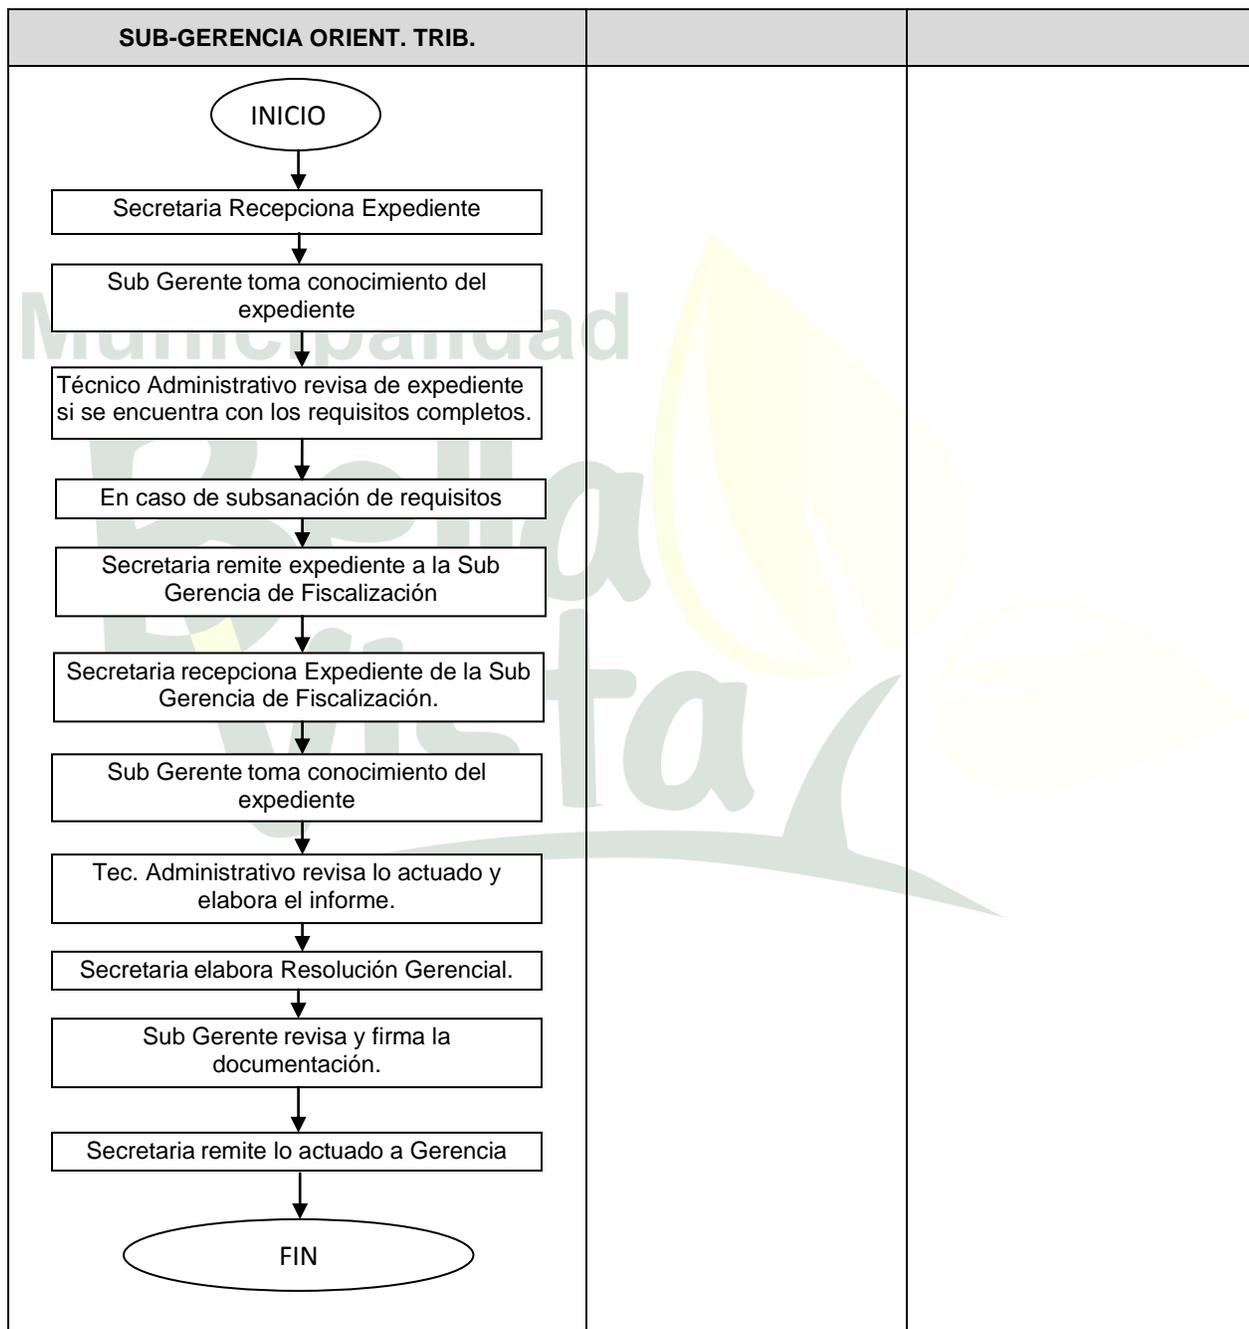 SUB-GERENCIA ORIENT. TRIB.
INICIO
Secretaria Recepciona Expediente
Sub Gerente toma conocimiento del
expediente
Municipalidad
Técnico Administrativo revisa de expediente
si se encuentra con los requisitos completos.
Bella
En caso de subsanación de requisitos
Secretaria remite expediente a la Sub
Gerencia de Fiscalización
Vista
Secretaria recepciona Expediente de la Sub
Gerencia de Fiscalización.
Sub Gerente toma conocimiento del
expediente
Tec. Administrativo revisa lo actuado y
elabora el informe.
Secretaria elabora Resolución Gerencial.
Sub Gerente revisa y firma la
documentación.
Secretaria remite lo actuado a Gerencia
FIN